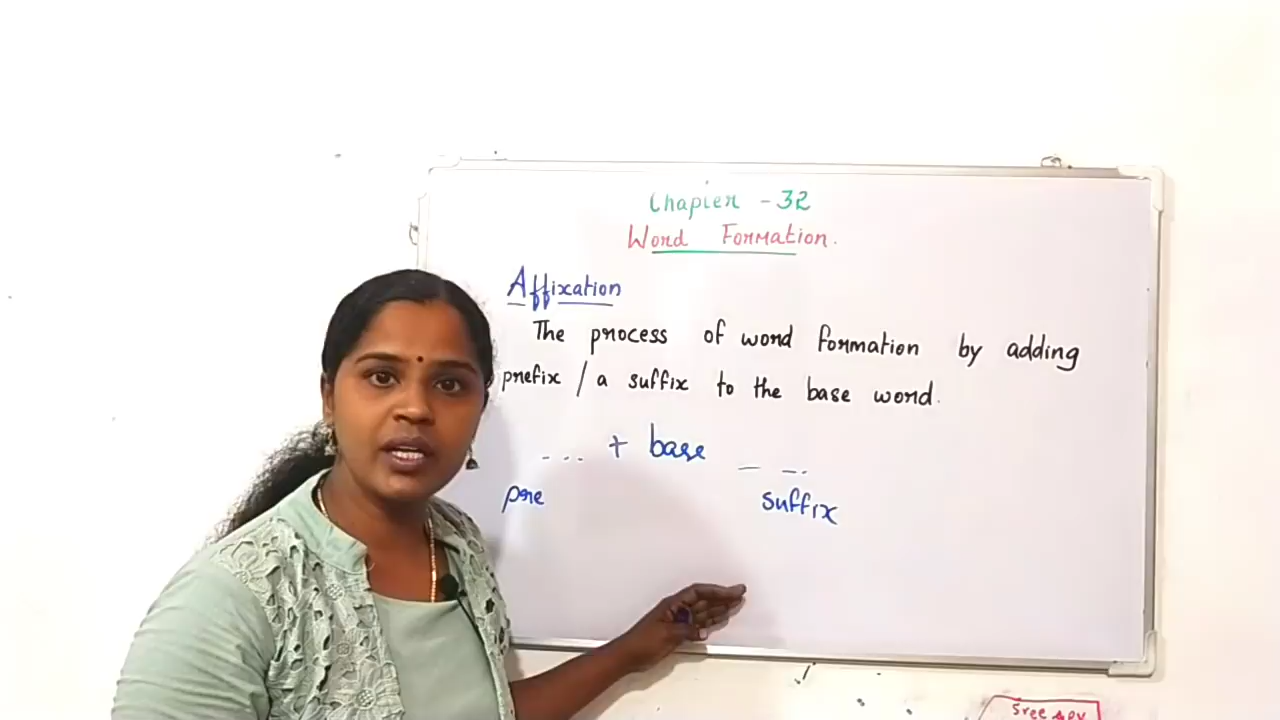 Chapter - 32
Word Formation.
Affixation
The process of word formation by adding
prefix / a suffix to the base word.
--- + base -- --
pre suffix
Sree